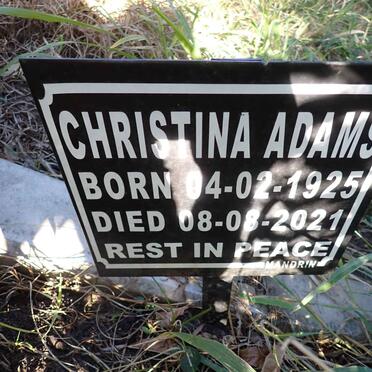 CHRISTINA ADAMS
BORN 04-02-1925
DIED 08-08-2021
REST IN PEACE
MANDRIN